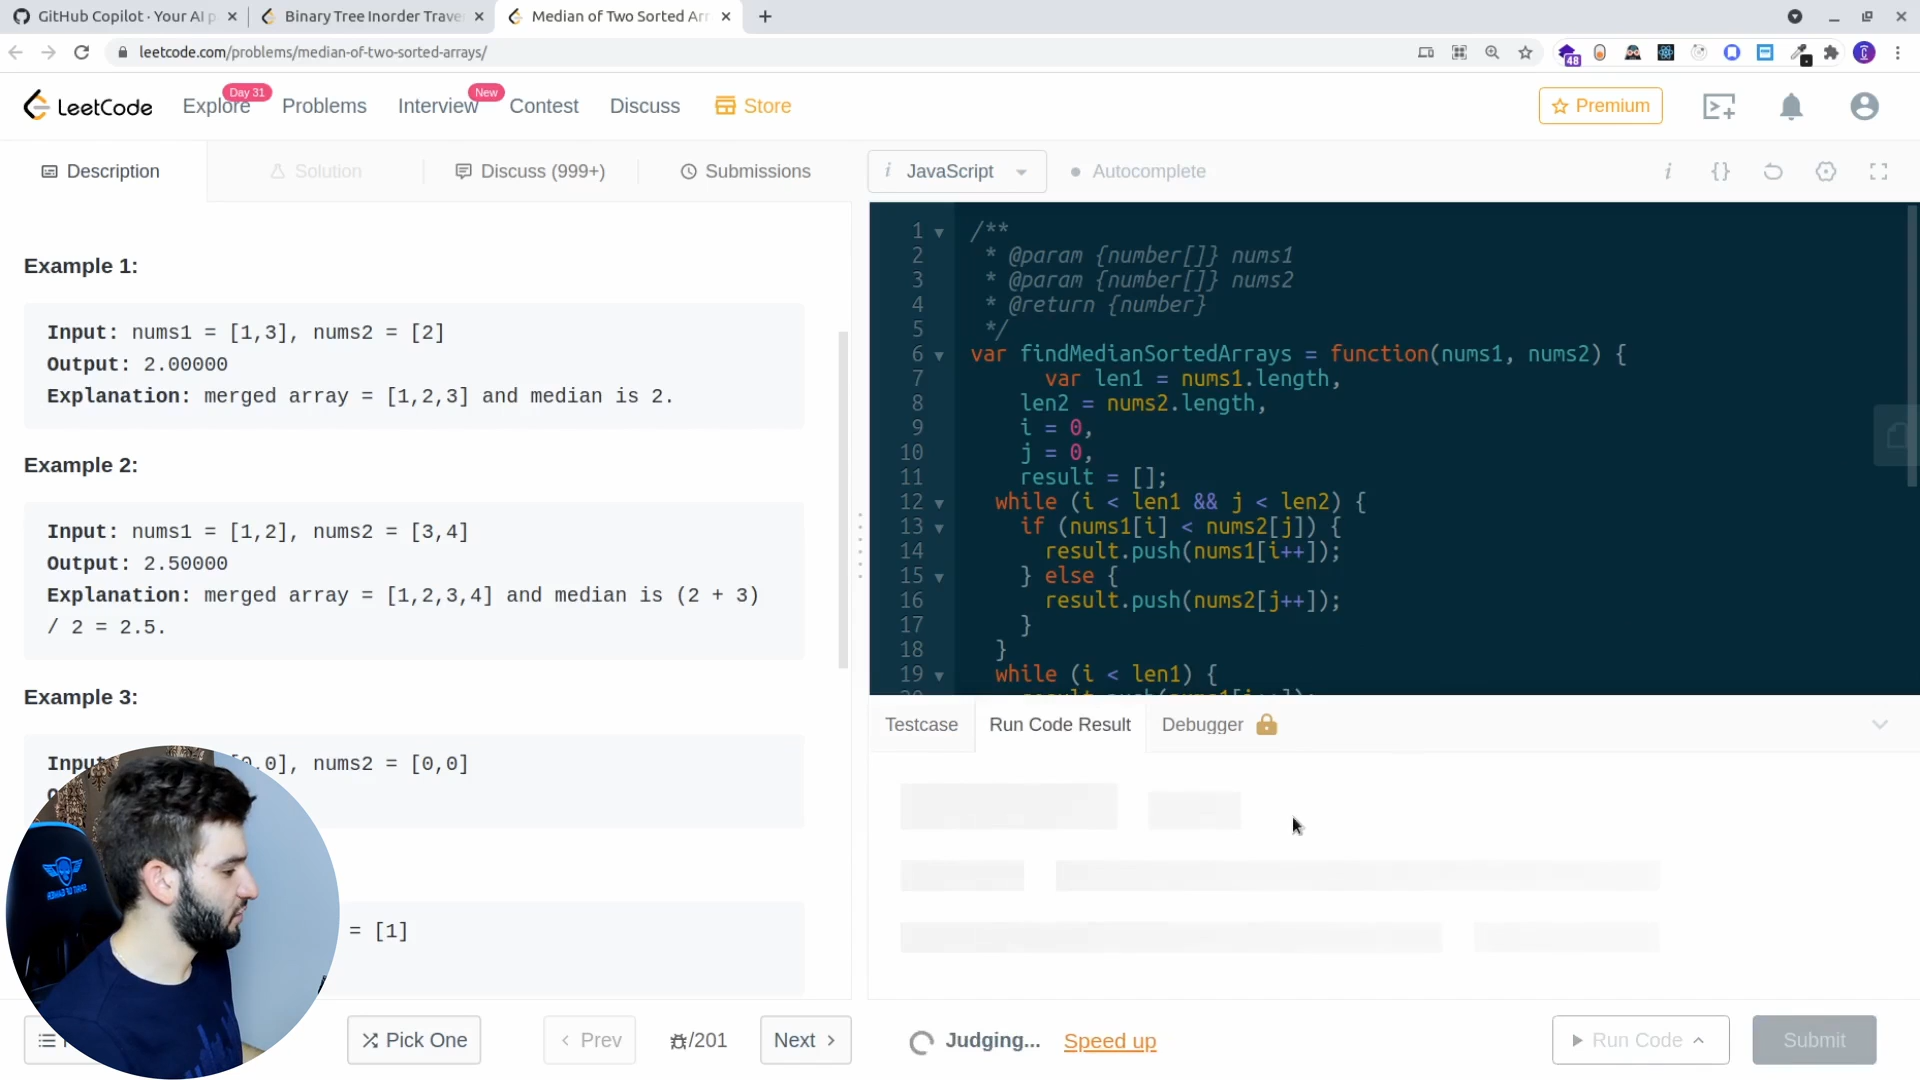 GitHub Copilot · Your AI p
Binary Tree Inorder Trave
Median of Two Sorted Arr
leetcode.com/problems/median-of-two-sorted-arrays/
48
LeetCode
Explore
Day 31
Problems
Interview
New
Contest
Discuss
Store
Premium
Description
Solution
Discuss (999+)
Submissions
i JavaScript
Autocomplete
i {}
Example 1:
Input: nums1 = [1,3], nums2 = [2]
Output: 2.00000
Explanation: merged array = [1,2,3] and median is 2.
Example 2:
Input: nums1 = [1,2], nums2 = [3,4]
Output: 2.50000
Explanation: merged array = [1,2,3,4] and median is (2 + 3)
/ 2 = 2.5.
Example 3:
0,0], nums2 = [0,0]
= [1]
1 /**
2 * @param {number[]} nums1
3 * @param {number[]} nums2
4 * @return {number}
5 */
6 var findMedianSortedArrays = function(nums1, nums2) {
7 var len1 = nums1.length,
8 len2 = nums2.length,
9 i = 0,
10 j = 0,
11 result = [];
12 while (i < len1 && j < len2) {
13 if (nums1[i] < nums2[j]) {
14 result.push(nums1[i++]);
15 } else {
16 result.push(nums2[j++]);
17 }
18 }
19 while (i < len1) {
Testcase
Run Code Result
Debugger
Pick One
Prev
/201
Next
Judging...
Speed up
Run Code
Submit